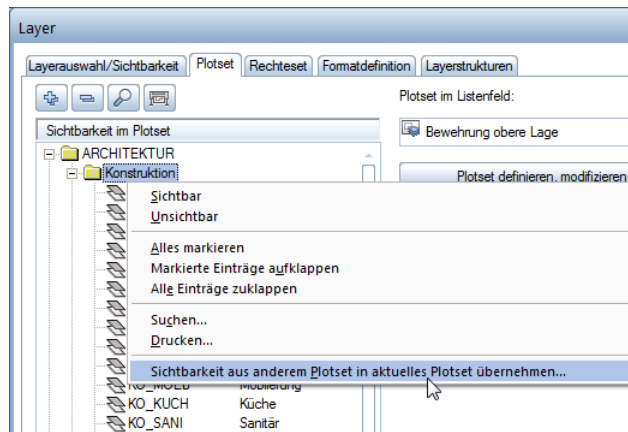 Layer
Layerauswahl/Sichtbarkeit Plotset Rechteset Formatdefinition Layerstrukturen
Plotset im Listenfeld:
Sichtbarkeit im Plotset
Bewehrung obere Lage
ARCHITEKTUR
Konstruktion
Plotset definieren, modifizieren
Sichtbar
Unsichtbar
Alles markieren
Markierte Einträge aufklappen
Alle Einträge zuklappen
Suchen...
Drucken...
Sichtbarkeit aus anderem Plotset in aktuelles Plotset übernehmen...
KO_MOEB Möblierung
KO_KUCH Küche
KO_SANI Sanitär